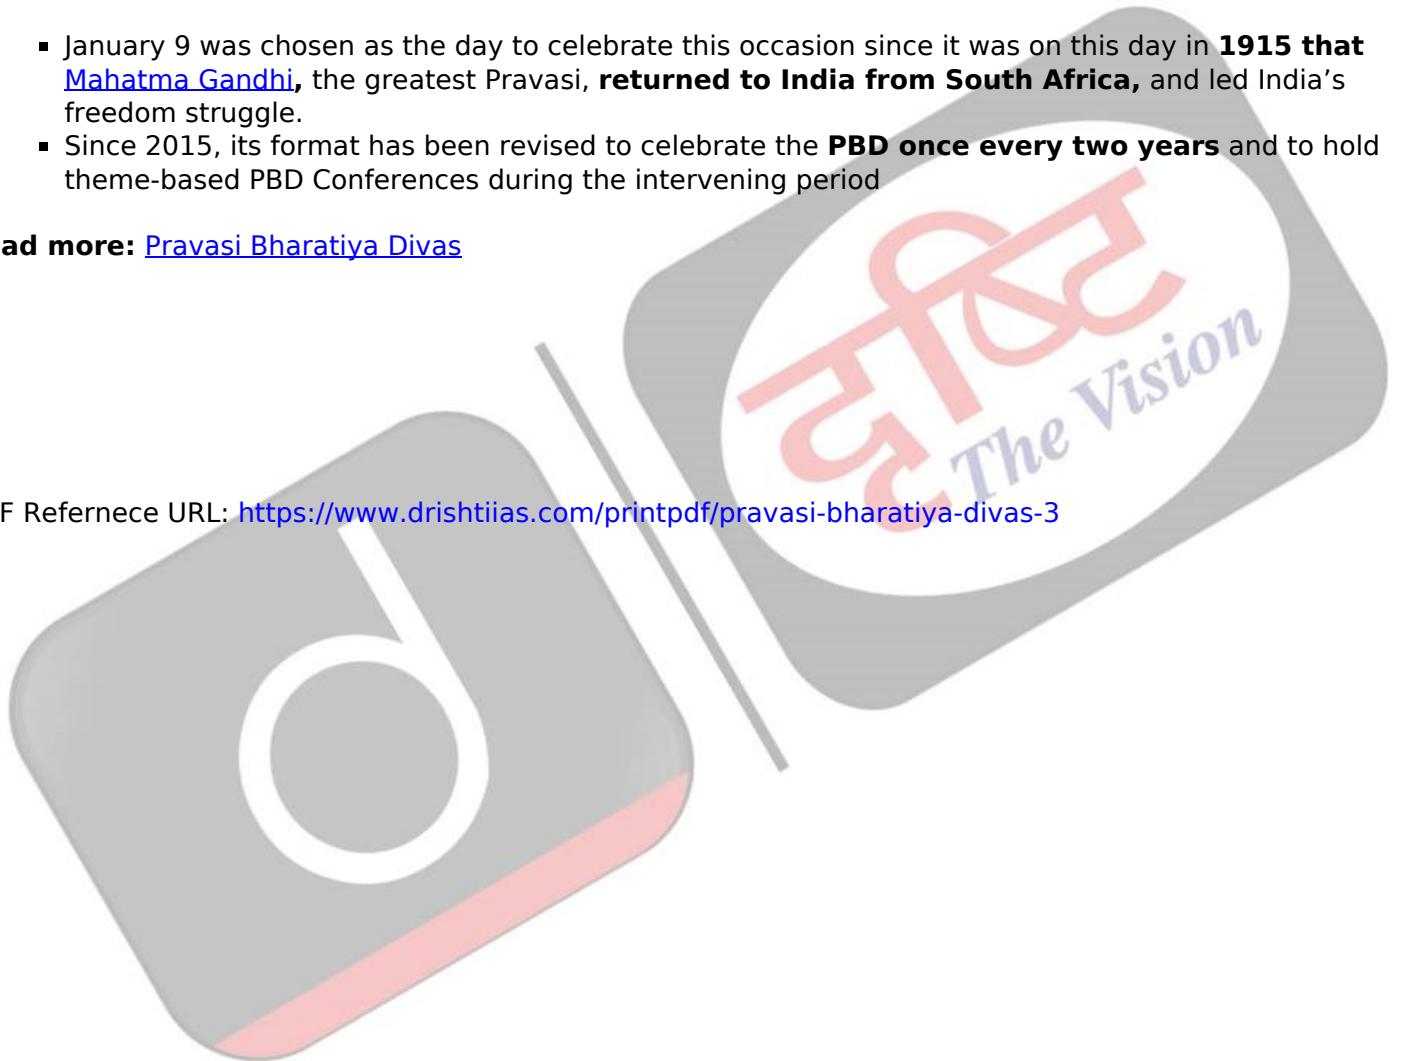 ▪ January 9 was chosen as the day to celebrate this occasion since it was on this day in 1915 that
Mahatma Gandhi, the greatest Pravasi, returned to India from South Africa, and led India’s
freedom struggle.
▪ Since 2015, its format has been revised to celebrate the PBD once every two years and to hold
theme-based PBD Conferences during the intervening period
ad more: Pravasi Bharatiya Divas
दृष्टि
The Vision
F Refernece URL: https://www.drishtiias.com/printpdf/pravasi-bharatiya-divas-3
d